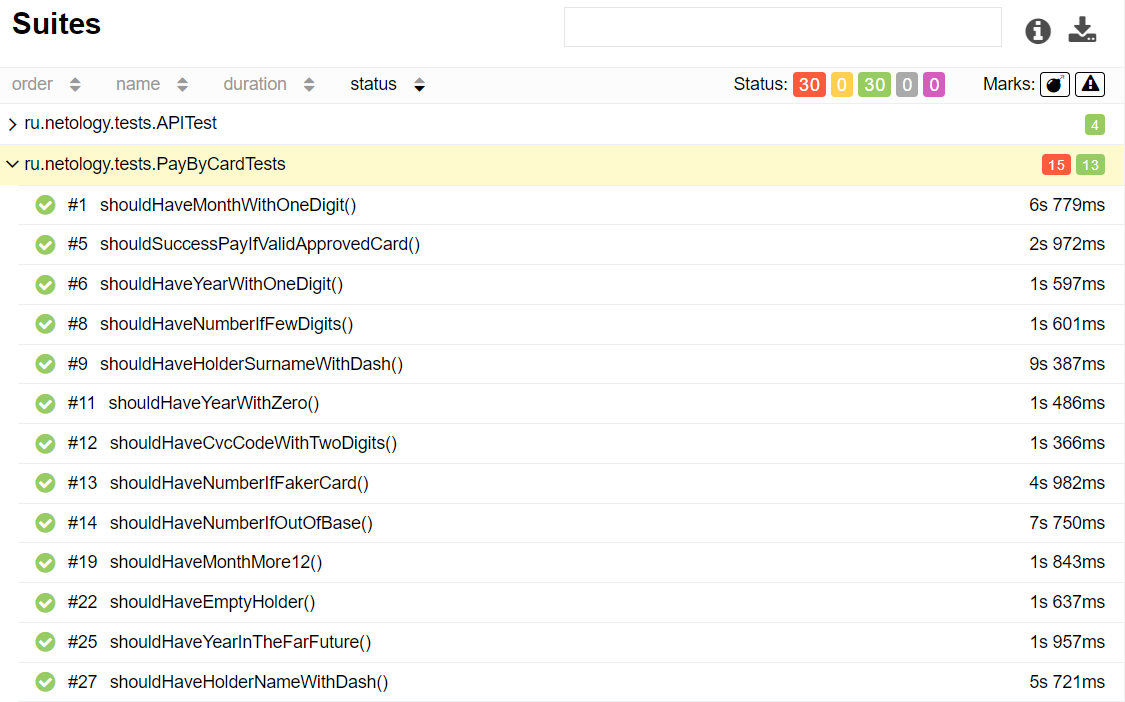 Suites
order name duration status Status: 30 0 30 0 0 Marks:
ru.netology.tests.APITest 4
ru.netology.tests.PayByCardTests 15 13
#1 shouldHaveMonthWithOneDigit() 6s 779ms
#5 shouldSuccessPayIfValidApprovedCard() 2s 972ms
#6 shouldHaveYearWithOneDigit() 1s 597ms
#8 shouldHaveNumberIfFewDigits() 1s 601ms
#9 shouldHaveHolderSurnameWithDash() 9s 387ms
#11 shouldHaveYearWithZero() 1s 486ms
#12 shouldHaveCvcCodeWithTwoDigits() 1s 366ms
#13 shouldHaveNumberIfFakerCard() 4s 982ms
#14 shouldHaveNumberIfOutOfBase() 7s 750ms
#19 shouldHaveMonthMore12() 1s 843ms
#22 shouldHaveEmptyHolder() 1s 637ms
#25 shouldHaveYearInTheFarFuture() 1s 957ms
#27 shouldHaveHolderNameWithDash() 5s 721ms